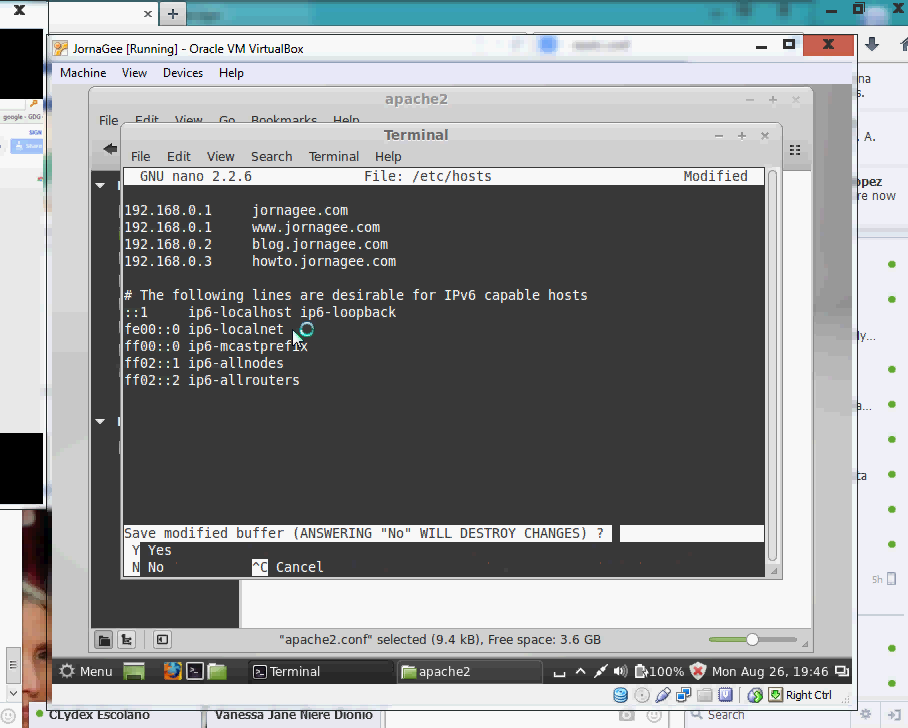 JornaGee [Running] - Oracle VM VirtualBox
Machine View Devices Help
apache2
File Edit View Go Bookmarks Help
Terminal
File Edit View Search Terminal Help
GNU nano 2.2.6 File: /etc/hosts Modified
192.168.0.1 jornagee.com
192.168.0.1 www.jornagee.com
192.168.0.2 blog.jornagee.com
192.168.0.3 howto.jornagee.com
# The following lines are desirable for IPv6 capable hosts
::1 ip6-localhost ip6-loopback
fe00::0 ip6-localnet
ff00::0 ip6-mcastprefix
ff02::1 ip6-allnodes
ff02::2 ip6-allrouters
Save modified buffer (ANSWERING "No" WILL DESTROY CHANGES) ?
Y Yes
N No ^C Cancel
"apache2.conf" selected (9.4 kB), Free space: 3.6 GB
Menu Terminal apache2 100% Mon Aug 26, 19:46
Right Ctrl
google - GDG
SIGN
Share
na
s.
A.
opez
re now
ly...
a...
ta
5h
CLydex Escolano Vanessa Jane Niere Dionio Search